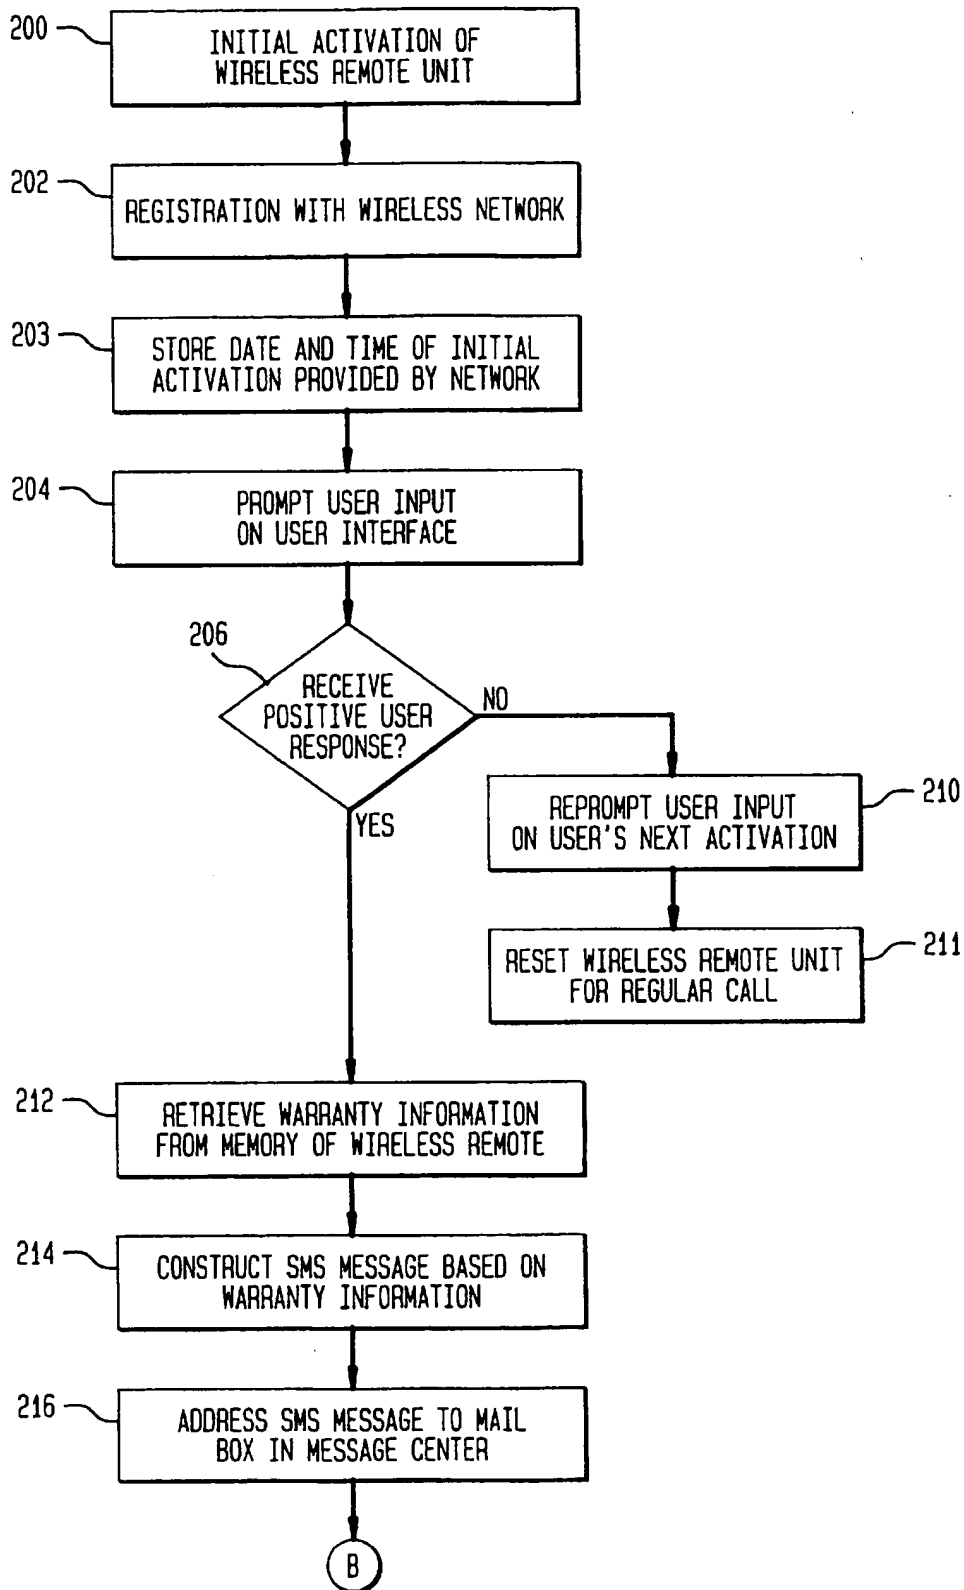 200
INITIAL ACTIVATION OF
WIRELESS REMOTE UNIT
202
REGISTRATION WITH WIRELESS NETWORK
203
STORE DATE AND TIME OF INITIAL
ACTIVATION PROVIDED BY NETWORK
204
PROMPT USER INPUT
ON USER INTERFACE
206
RECEIVE
POSITIVE USER
RESPONSE?
NO
YES
REPROMPT USER INPUT
ON USER'S NEXT ACTIVATION
210
RESET WIRELESS REMOTE UNIT
FOR REGULAR CALL
211
212
RETRIEVE WARRANTY INFORMATION
FROM MEMORY OF WIRELESS REMOTE
214
CONSTRUCT SMS MESSAGE BASED ON
WARRANTY INFORMATION
216
ADDRESS SMS MESSAGE TO MAIL
BOX IN MESSAGE CENTER
B